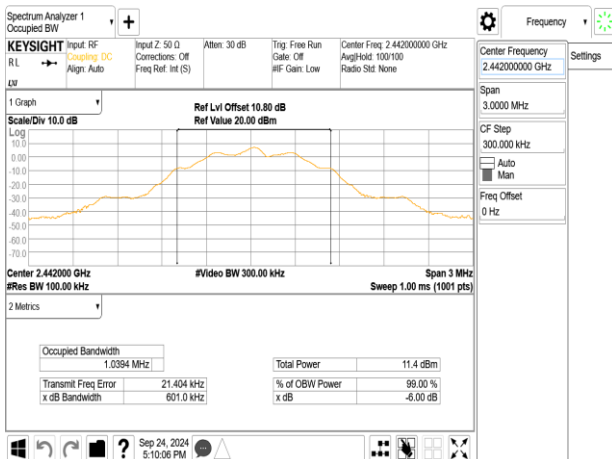 Spectrum Analyzer 1
Occupied BW
KEYSIGHT
RL
Input: RF
Coupling: DC
Align: Auto
Input Z: 50 Ω
Corrections: Off
Freq Ref: Int (S)
Atten: 30 dB
Trig: Free Run
Gate: Off
#IF Gain: Low
Center Freq: 2.442000000 GHz
Avg|Hold: 100/100
Radio Std: None
LXI
1 Graph
Scale/Div 10.0 dB
Ref Lvl Offset 10.80 dB
Ref Value 20.00 dBm
Log
10.0
0.00
-10.0
-20.0
-30.0
-40.0
-50.0
-60.0
-70.0
Center 2.442000 GHz
#Video BW 300.00 kHz
Span 3 MHz
#Res BW 100.00 kHz
Sweep 1.00 ms (1001 pts)
2 Metrics
Occupied Bandwidth
1.0394 MHz
Total Power 11.4 dBm
Transmit Freq Error 21.404 kHz
% of OBW Power 99.00 %
x dB Bandwidth 601.0 kHz
x dB -6.00 dB
?
Sep 24, 2024
5:10:06 PM
Frequency
Center Frequency
2.442000000 GHz
Settings
Span
3.0000 MHz
CF Step
300.000 kHz
Auto
Man
Freq Offset
0 Hz